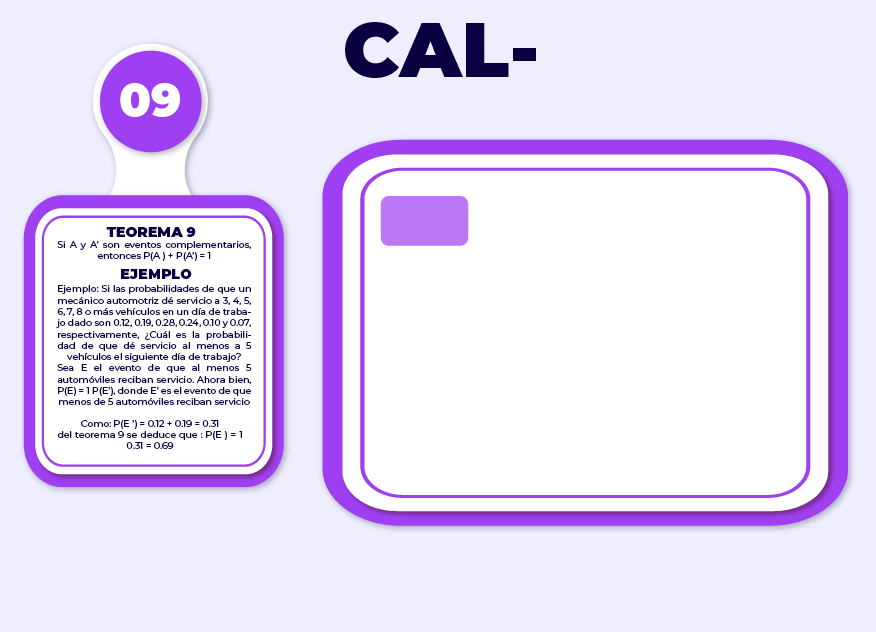 CAL-
09
TEOREMA 9
Si A y A’ son eventos complementarios,
entonces P(A ) + P(A’) = 1
EJEMPLO
Ejemplo: Si las probabilidades de que un
mecánico automotriz dé servicio a 3, 4, 5,
6, 7, 8 o más vehículos en un día de traba-
jo dado son 0.12, 0.19, 0.28, 0.24, 0.10 y 0.07,
respectivamente, ¿Cuál es la probabili-
dad de que dé servicio al menos a 5
vehículos el siguiente día de trabajo?
Sea E el evento de que al menos 5
automóviles reciban servicio. Ahora bien,
P(E) = 1 P(E’), donde E’ es el evento de que
menos de 5 automóviles reciban servicio
Como: P(E ’) = 0.12 + 0.19 = 0.31
del teorema 9 se deduce que : P(E ) = 1
0.31 = 0.69